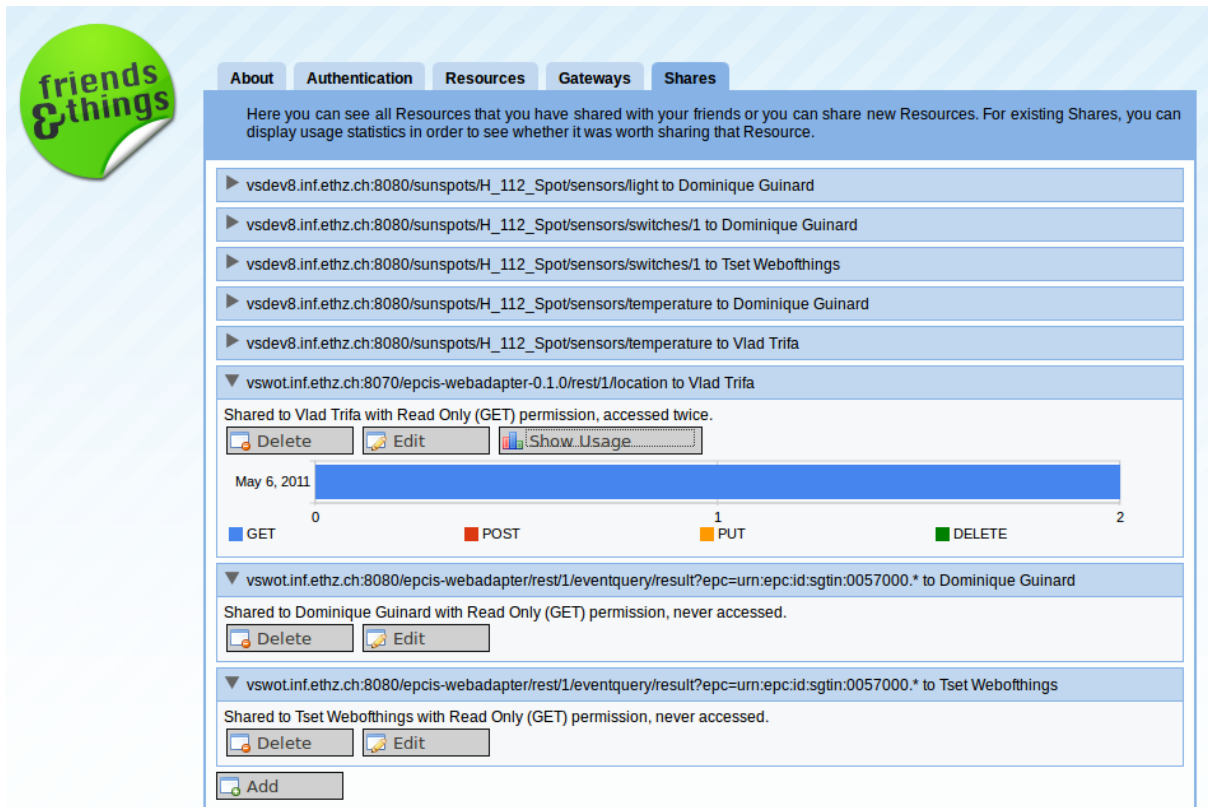 friends
&things
About Authentication Resources Gateways Shares
Here you can see all Resources that you have shared with your friends or you can share new Resources. For existing Shares, you can
display usage statistics in order to see whether it was worth sharing that Resource.
vsdev8.inf.ethz.ch:8080/sunspots/H_112_Spot/sensors/light to Dominique Guinard
vsdev8.inf.ethz.ch:8080/sunspots/H_112_Spot/sensors/switches/1 to Dominique Guinard
vsdev8.inf.ethz.ch:8080/sunspots/H_112_Spot/sensors/switches/1 to Tset Webofthings
vsdev8.inf.ethz.ch:8080/sunspots/H_112_Spot/sensors/temperature to Dominique Guinard
vsdev8.inf.ethz.ch:8080/sunspots/H_112_Spot/sensors/temperature to Vlad Trifa
vswot.inf.ethz.ch:8070/epcis-webadapter-0.1.0/rest/1/location to Vlad Trifa
Shared to Vlad Trifa with Read Only (GET) permission, accessed twice.
Delete Edit Show Usage
May 6, 2011
0 1 2
GET POST PUT DELETE
vswot.inf.ethz.ch:8080/epcis-webadapter/rest/1/eventquery/result?epc=urn:epc:id:sgtin:0057000.* to Dominique Guinard
Shared to Dominique Guinard with Read Only (GET) permission, never accessed.
Delete Edit
vswot.inf.ethz.ch:8080/epcis-webadapter/rest/1/eventquery/result?epc=urn:epc:id:sgtin:0057000.* to Tset Webofthings
Shared to Tset Webofthings with Read Only (GET) permission, never accessed.
Delete Edit
Add